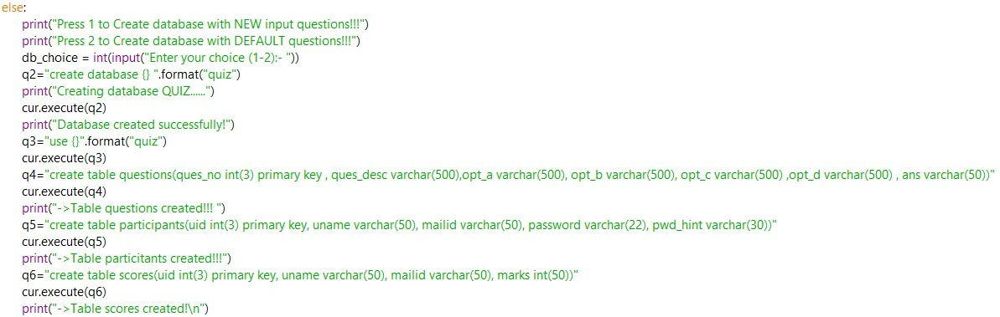 else:
    print("Press 1 to Create database with NEW input questions!!!")
    print("Press 2 to Create database with DEFAULT questions!!!")
    db_choice = int(input("Enter your choice (1-2):- "))
    q2="create database {} ".format("quiz")
    print("Creating database QUIZ......")
    cur.execute(q2)
    print("Database created successfully!")
    q3="use {}".format("quiz")
    cur.execute(q3)
    q4="create table questions(ques_no int(3) primary key , ques_desc varchar(500),opt_a varchar(500), opt_b varchar(500), opt_c varchar(500) ,opt_d varchar(500) , ans varchar(50))"
    cur.execute(q4)
    print("->Table questions created!!! ")
    q5="create table participants(uid int(3) primary key, uname varchar(50), mailid varchar(50), password varchar(22), pwd_hint varchar(30))"
    cur.execute(q5)
    print("->Table particitants created!!!")
    q6="create table scores(uid int(3) primary key, uname varchar(50), mailid varchar(50), marks int(50))"
    cur.execute(q6)
    print("->Table scores created!\n")